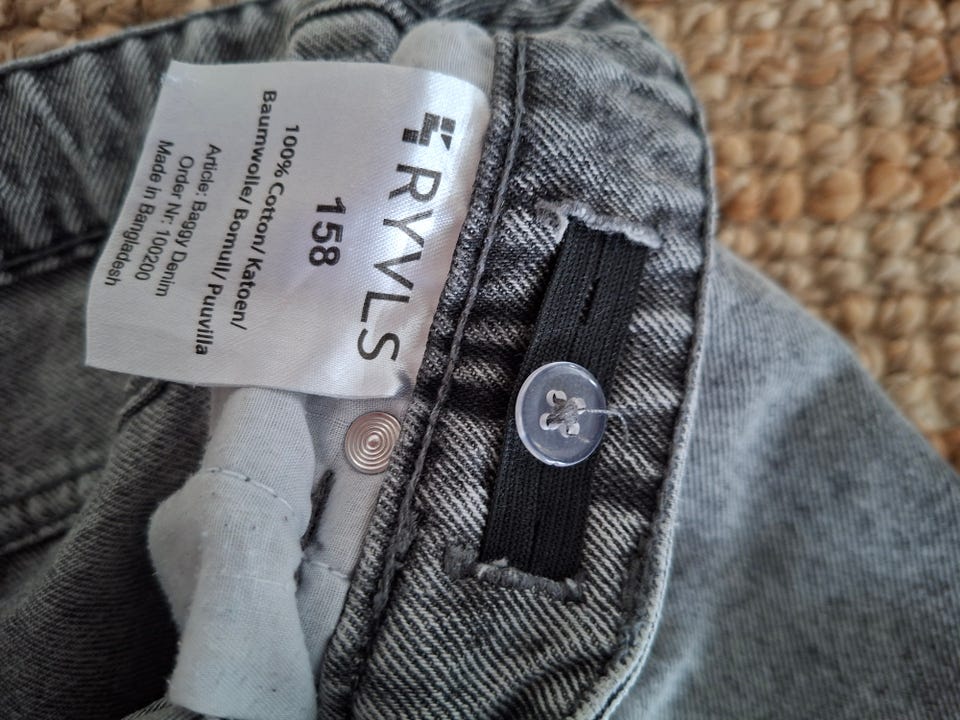 RYVLS
158
100% Cotton/ Katoen/
Baumwolle/ Bomull/ Puuvilla
Article: Baggy Denim
Order Nr: 100200
Made in Bangladesh